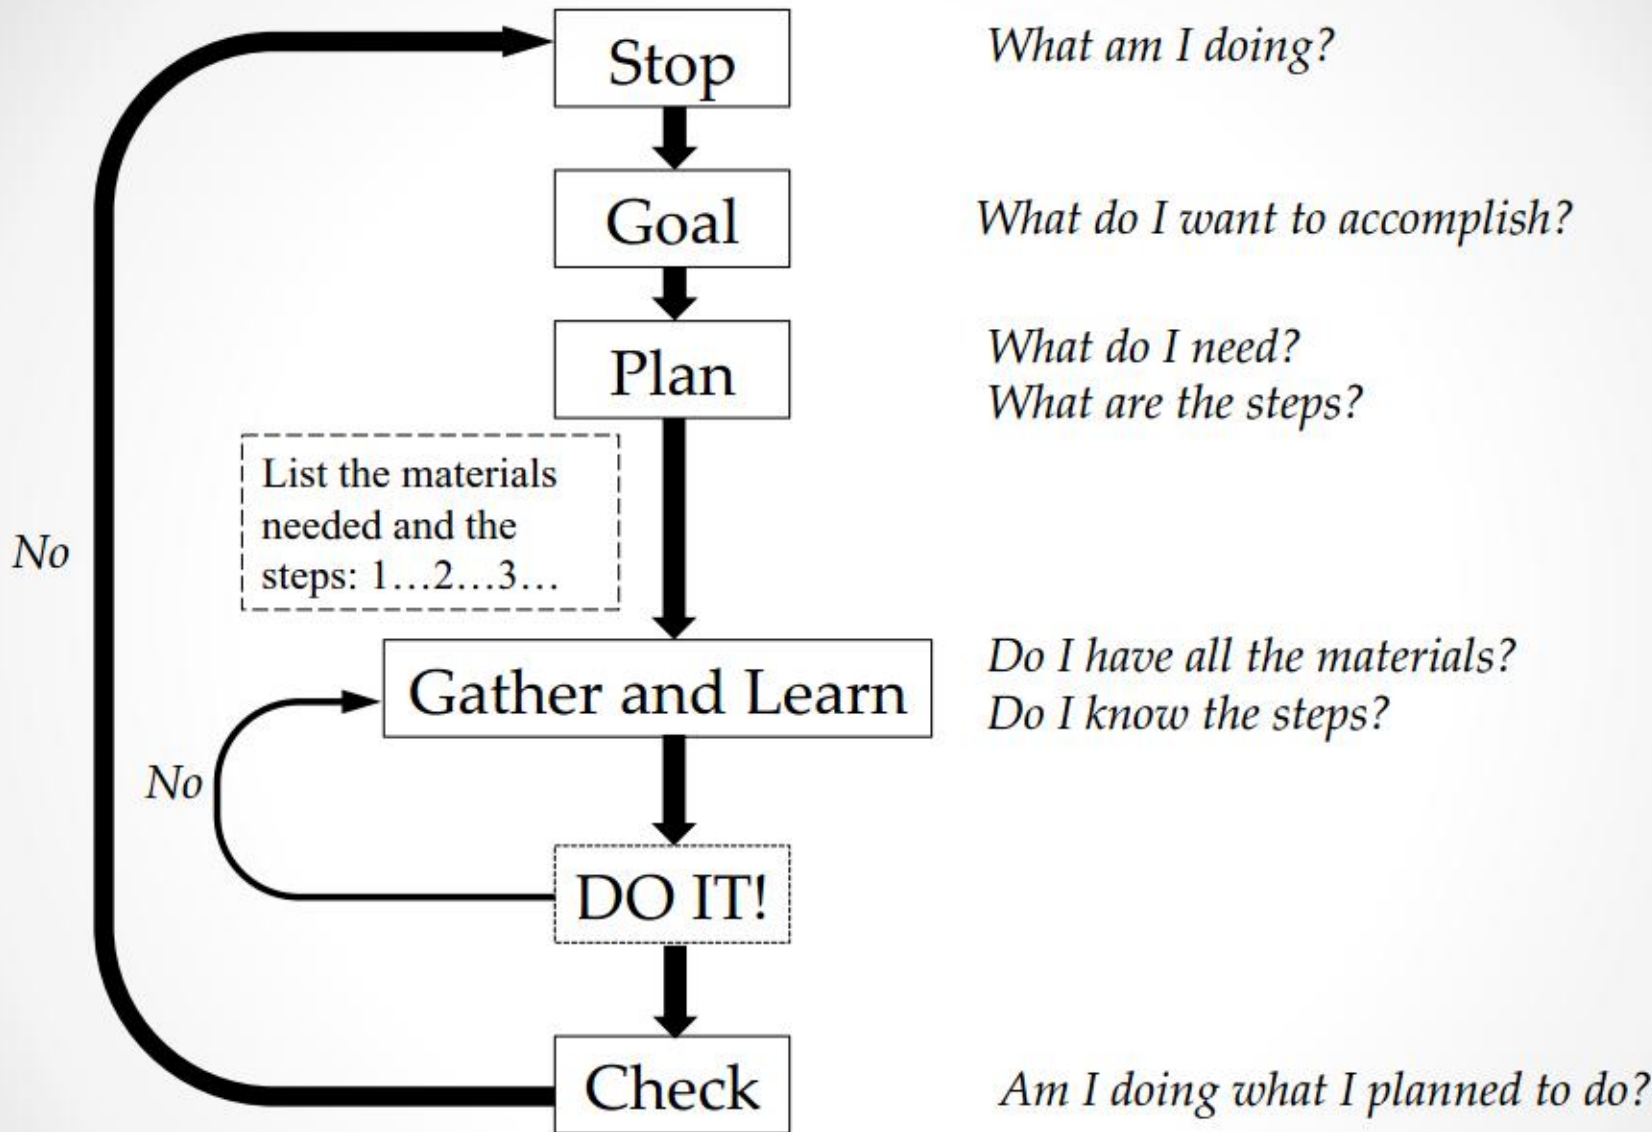 Stop
What am I doing?
Goal
What do I want to accomplish?
Plan
What do I need?
What are the steps?
List the materials
needed and the
steps: 1…2…3…
No
Gather and Learn
Do I have all the materials?
Do I know the steps?
No
DO IT!
Check
Am I doing what I planned to do?